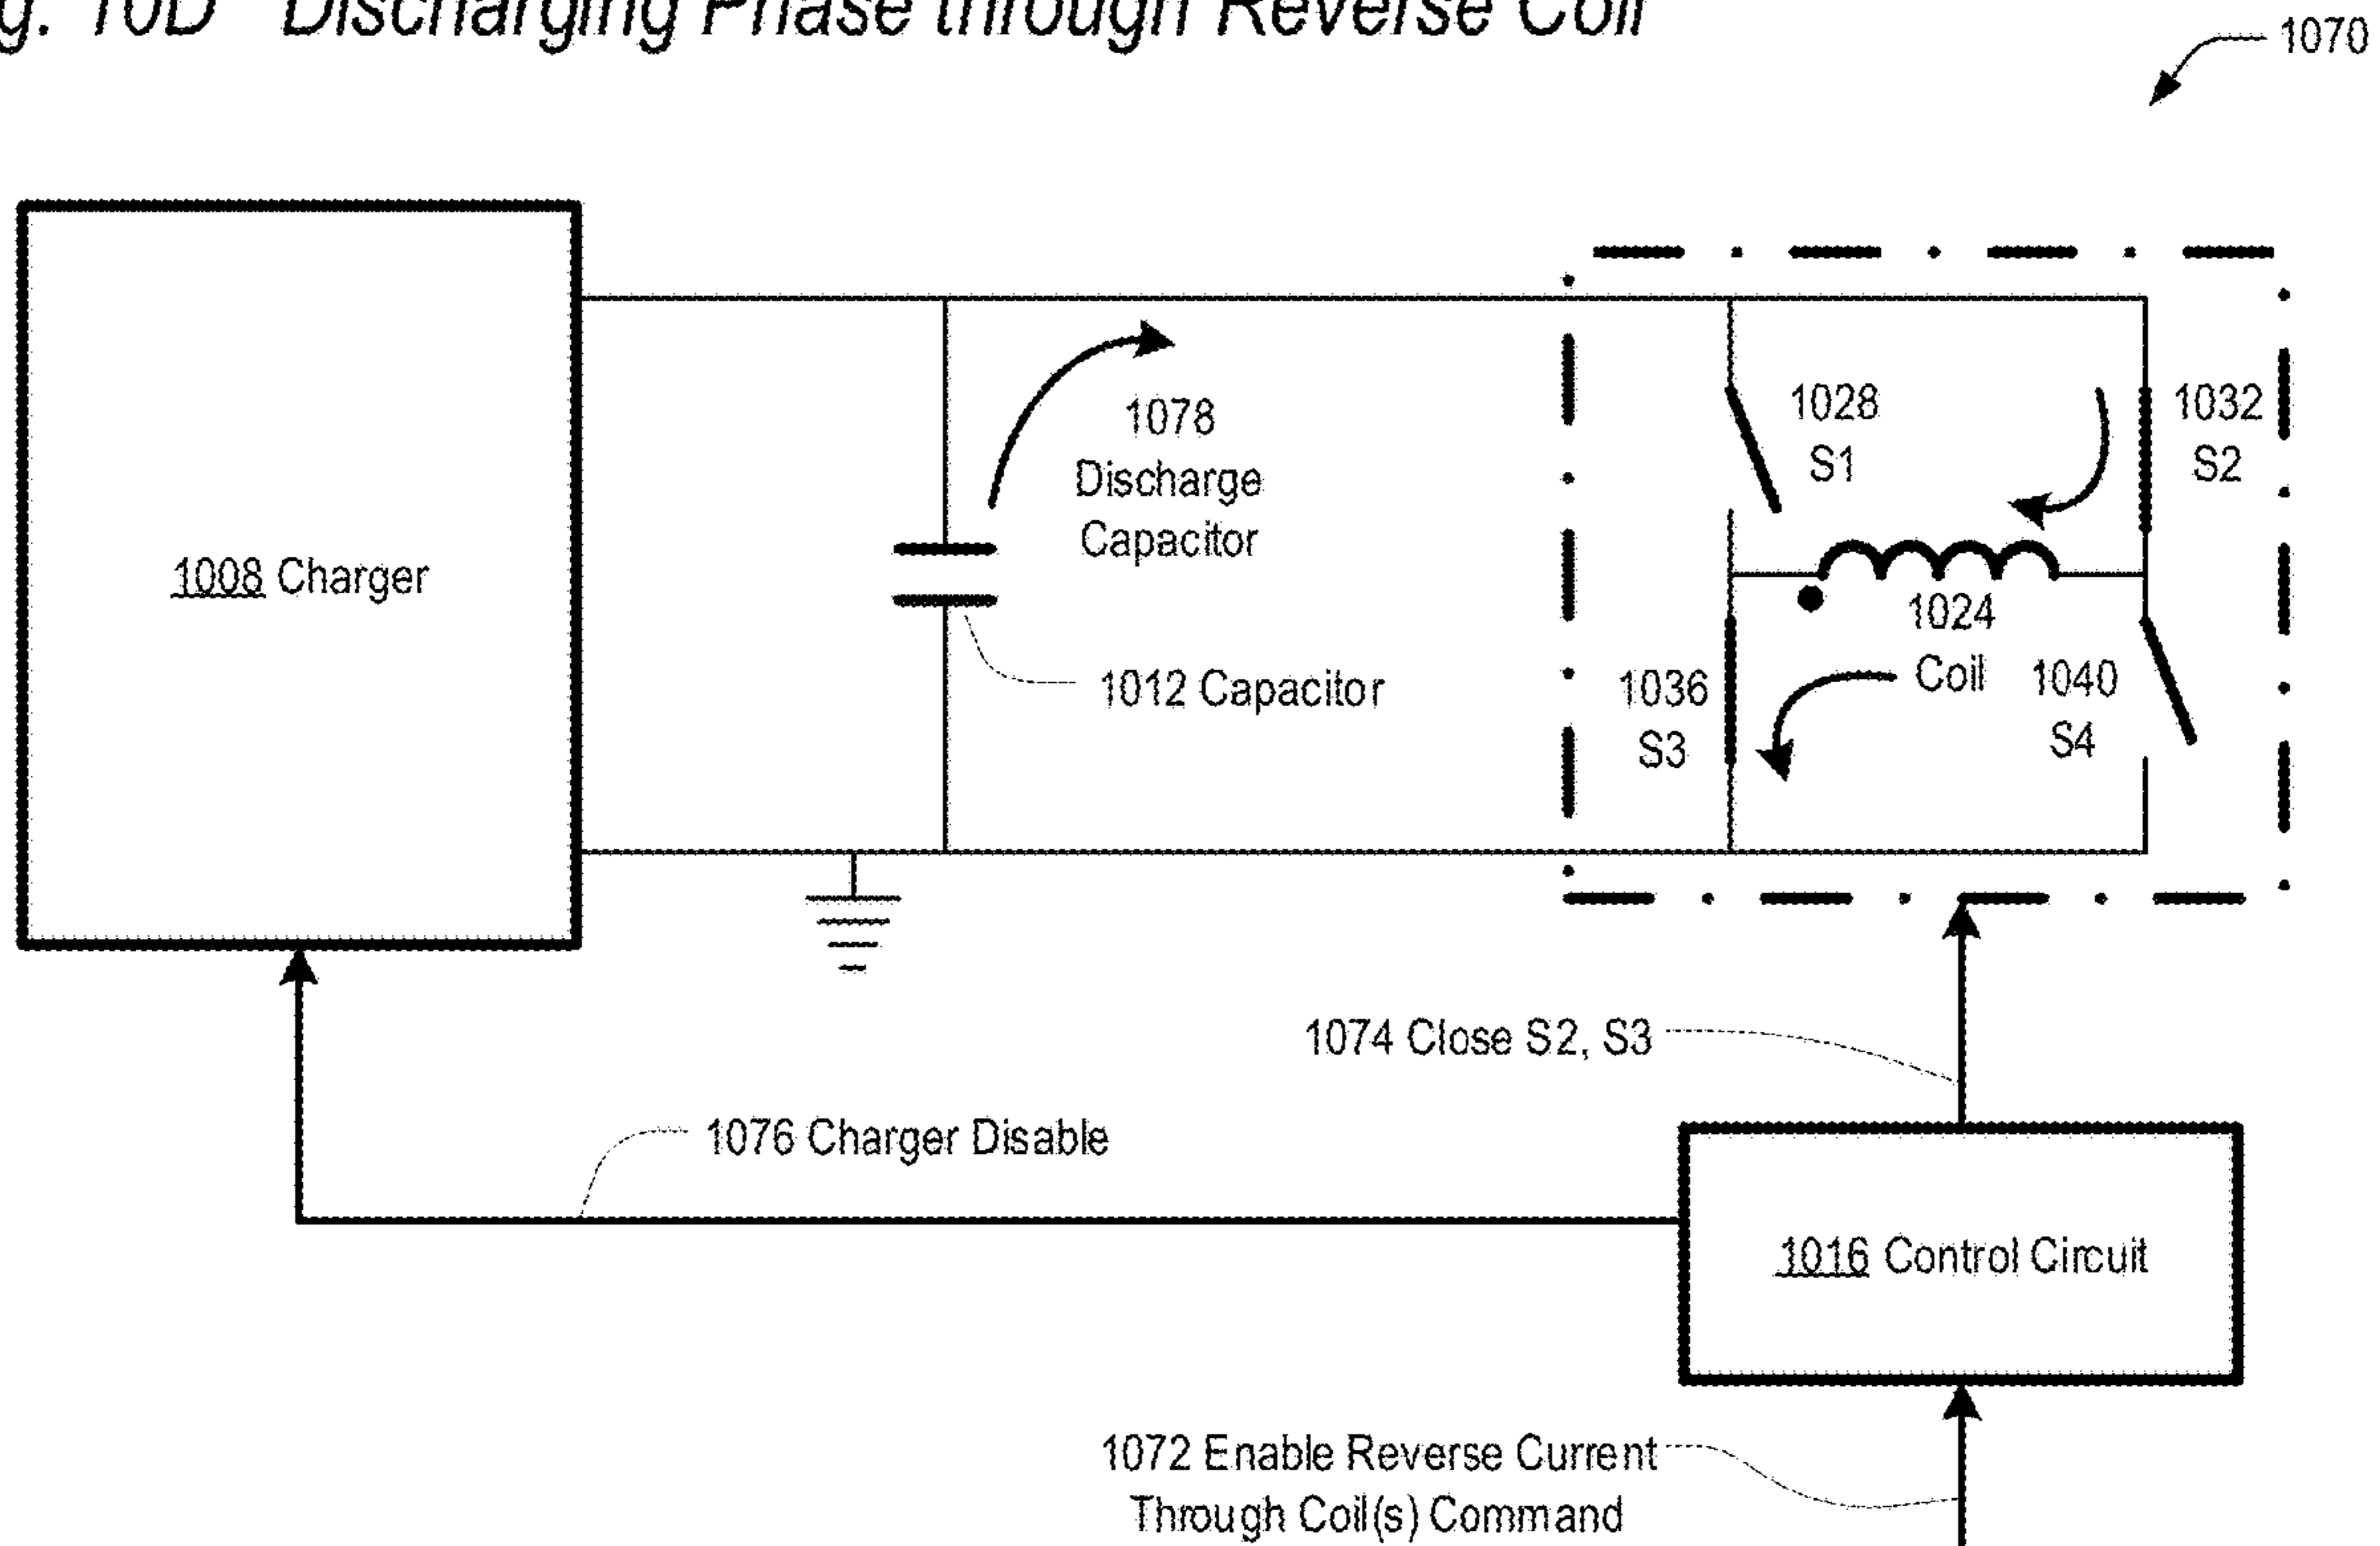 g. 10D Discharging Phase through Reverse Coil
1070
1028
S1
1032
S2
1078
Discharge
Capacitor
1008 Charger
1024
Coil
1012 Capacitor
1036
S3
1040
S4
1074 Close S2, S3
1076 Charger Disable
1016 Control Circuit
1072 Enable Reverse Current
Through Coil(s) Command